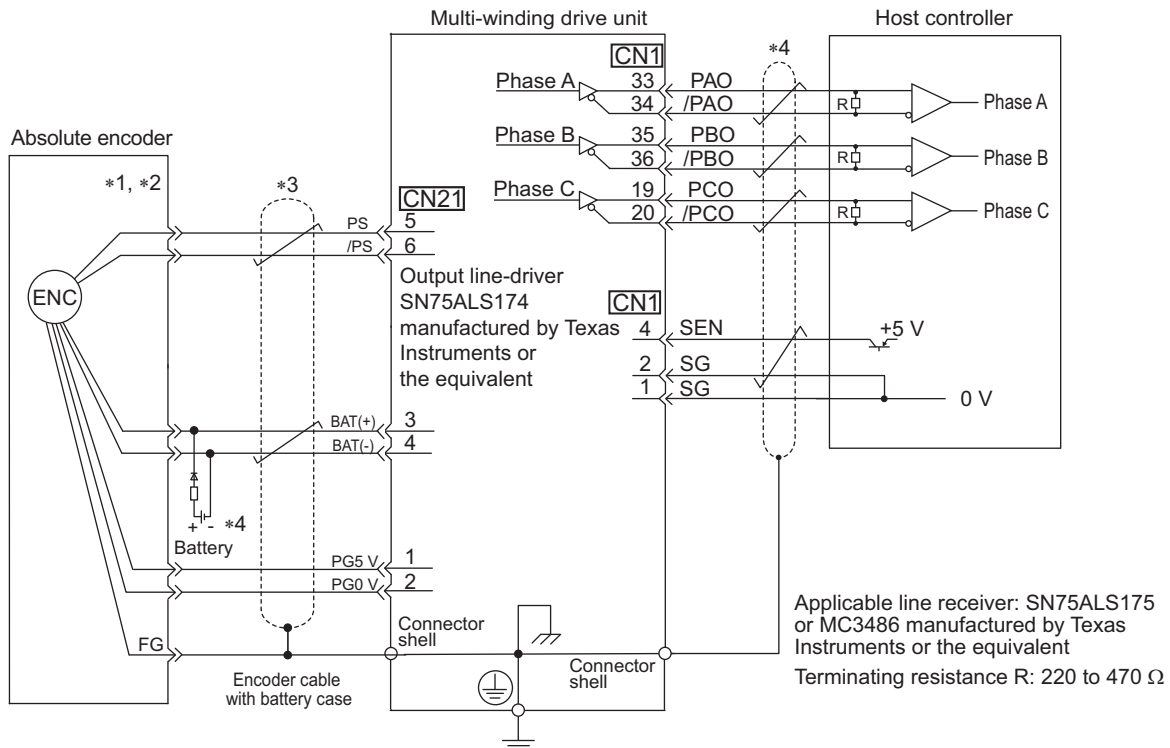 Multi-winding drive unit
Host controller
CN1
∗4
Phase A
33
PAO
34
/PAO
R
Phase A
Phase B
35
PBO
36
/PBO
R
Phase B
Phase C
19
PCO
20
/PCO
R
Phase C
Absolute encoder
∗1, ∗2
∗3
CN21
PS
5
/PS
6
ENC
Output line-driver
SN75ALS174
manufactured by Texas
Instruments or
the equivalent
CN1
4
SEN
+5 V
2
SG
1
SG
0 V
BAT(+)
3
BAT(-)
4
+ -
∗4
Battery
PG5 V
1
PG0 V
2
FG
Connector
shell
Encoder cable
with battery case
Connector
shell
Applicable line receiver: SN75ALS175
or MC3486 manufactured by Texas
Instruments or the equivalent
Terminating resistance R: 220 to 470 Ω